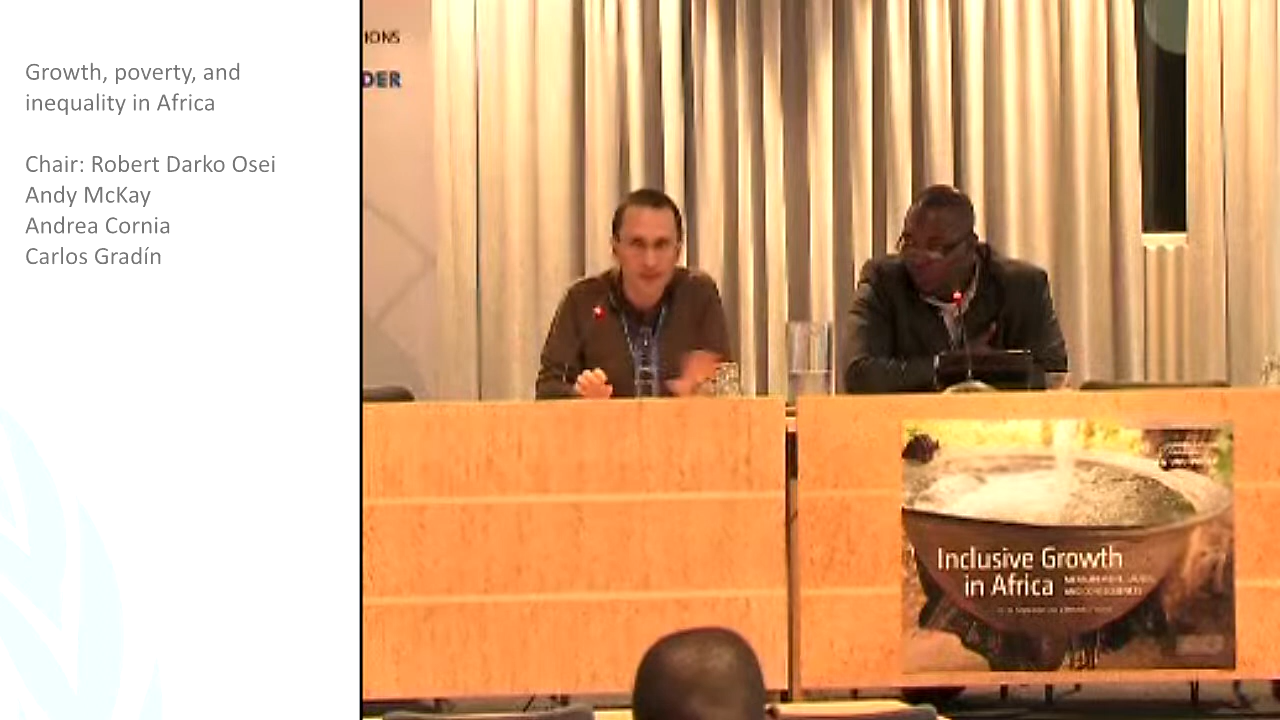 Growth, poverty, and
inequality in Africa
Chair: Robert Darko Osei
Andy McKay
Andrea Cornia
Carlos Gradín
IONS
DER
Inclusive Growth
in Africa